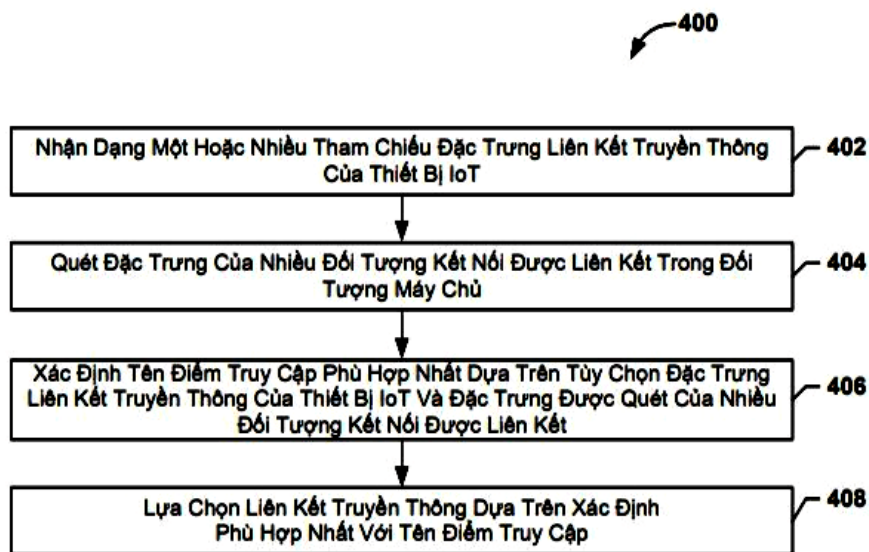 400
Nhận Dạng Một Hoặc Nhiều Tham Chiếu Đặc Trưng Liên Kết Truyền Thông
Của Thiết Bị IoT
402
Quét Đặc Trưng Của Nhiều Đối Tượng Kết Nối Được Liên Kết Trong Đối
Tượng Máy Chủ
404
Xác Định Tên Điểm Truy Cập Phù Hợp Nhất Dựa Trên Tùy Chọn Đặc Trưng
Liên Kết Truyền Thông Của Thiết Bị IoT Và Đặc Trưng Được Quét Của Nhiều
Đối Tượng Kết Nối Được Liên Kết
406
Lựa Chọn Liên Kết Truyền Thông Dựa Trên Xác Định
Phù Hợp Nhất Với Tên Điểm Truy Cập
408